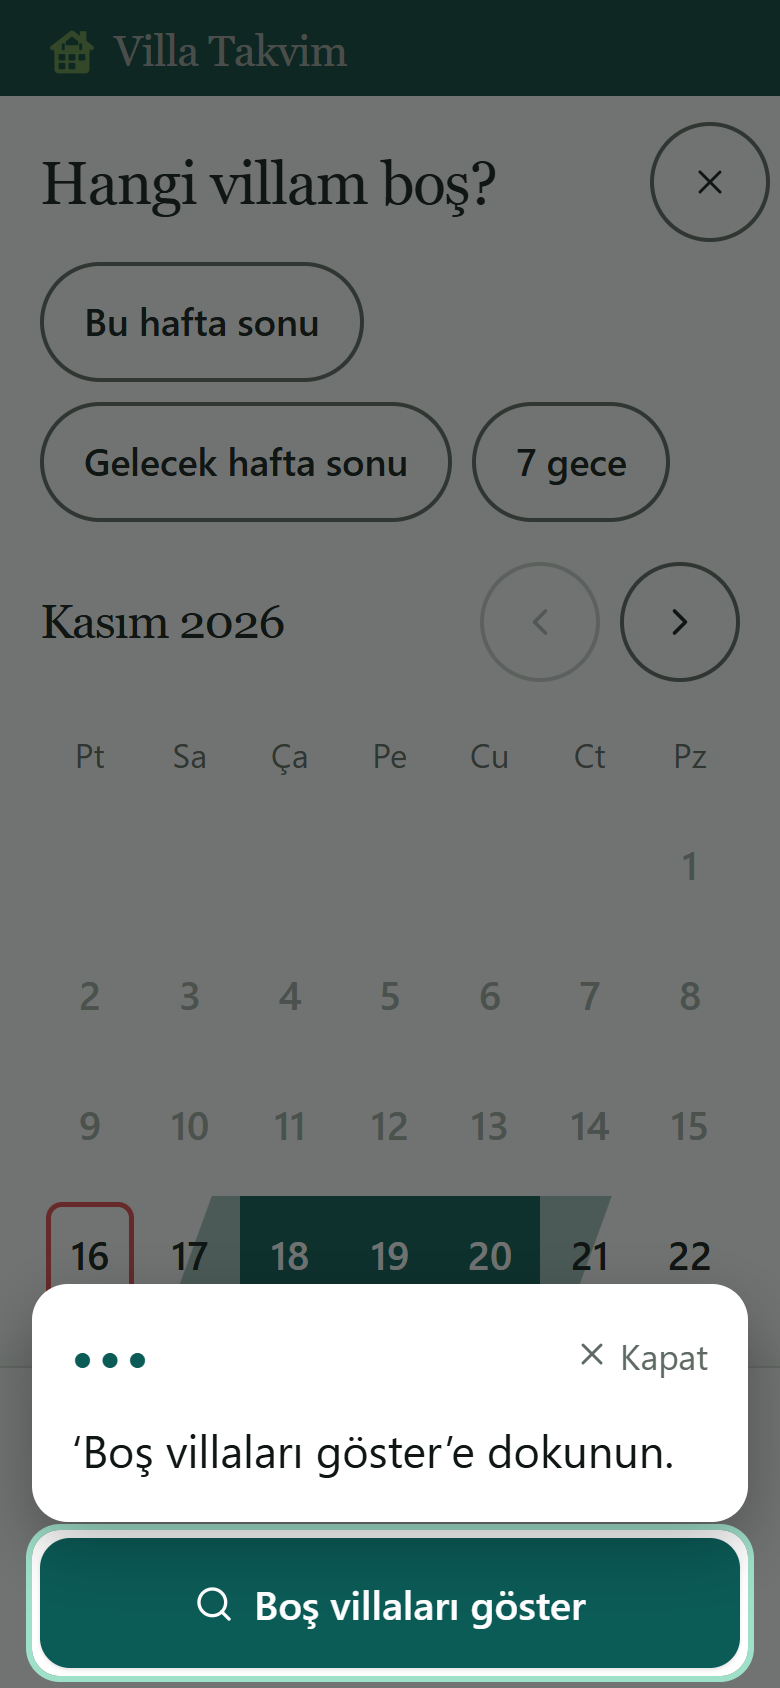 Villa Takvim
Hangi villam boş?
Bu hafta sonu
Gelecek hafta sonu
7 gece
Kasım 2026
Pt Sa Ça Pe Cu Ct Pz
1
2 3 4 5 6 7 8
9 10 11 12 13 14 15
16 17 18 19 20 21 22
Kapat
‘Boş villaları göster’e dokunun.
Boş villaları göster